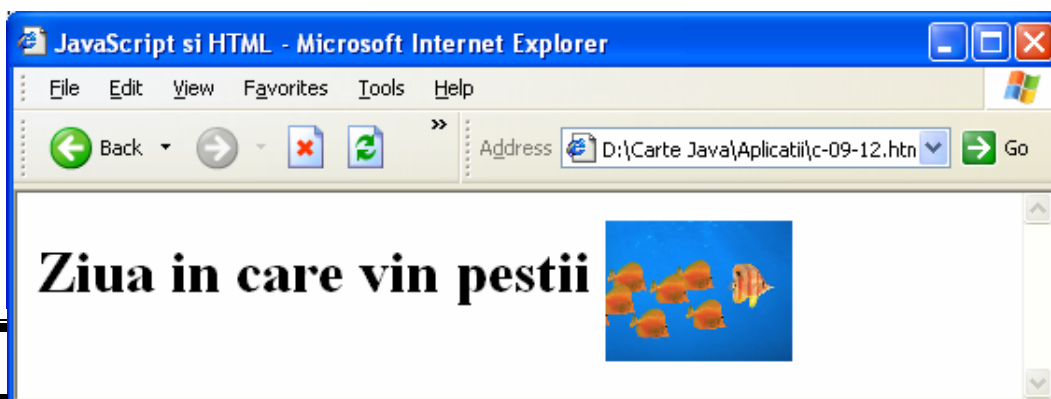 JavaScript si HTML - Microsoft Internet Explorer
File Edit View Favorites Tools Help
Back » Address D:\Carte Java\Aplicatii\c-09-12.htn Go
Ziua in care vin pestii